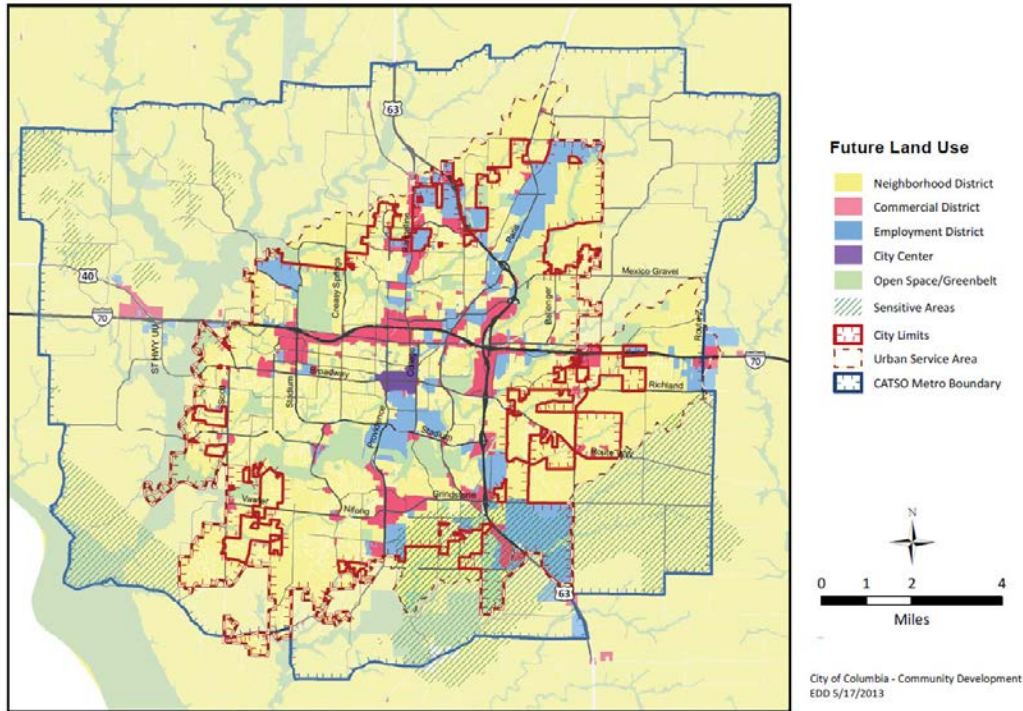 63
Paris
Mexico Gravel
Creasy Springs
Ballenger
Route Z
40
70
ST HWY UU
70
Broadway
College
Scott
Stadium
Richland
Providence
Stadium
Route WW
Grindstone
Vawter
Nifong
63
Future Land Use
Neighborhood District
Commercial District
Employment District
City Center
Open Space/Greenbelt
Sensitive Areas
City Limits
Urban Service Area
CATSO Metro Boundary
N
0 1 2 4
Miles
City of Columbia - Community Development
EDD 5/17/2013